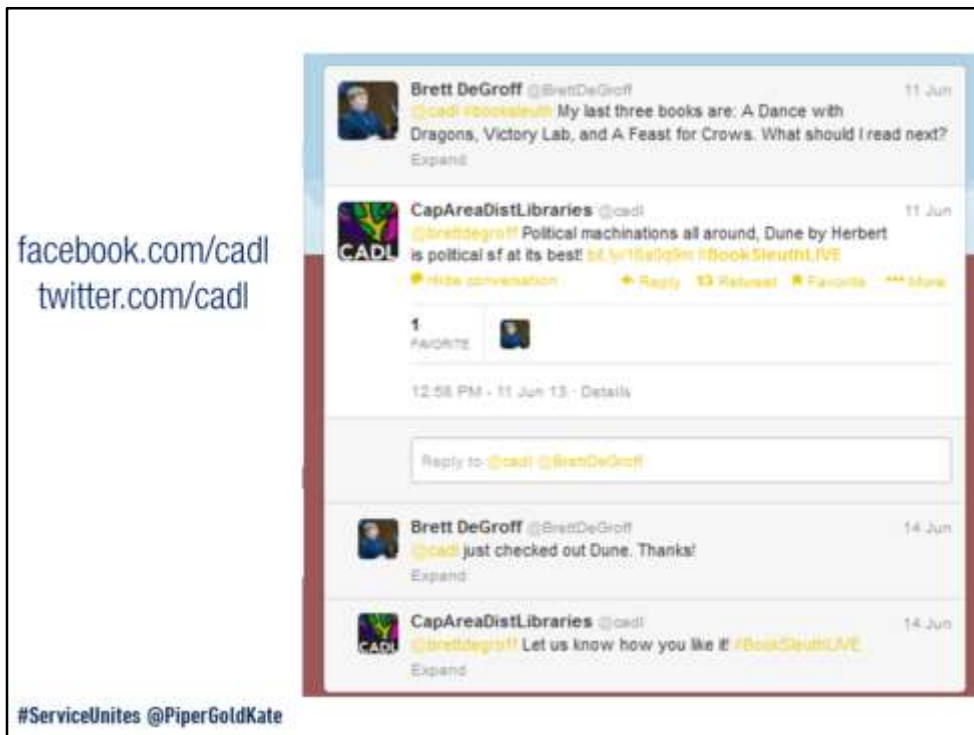 facebook.com/cadl
twitter.com/cadl
Brett DeGroff @BrettDeGroff 11 Jun
@cadl #booksleuth My last three books are: A Dance with
Dragons, Victory Lab, and A Feast for Crows. What should I read next?
Expand
CapAreaDistLibraries @cadl 11 Jun
@brettdegroff Political machinations all around, Dune by Herbert
is political sf at its best! #BookSleuthLIVE
CADL
Hide conversation Reply Retweet Favorite More
1
FAVORITE
12:58 PM - 11 Jun 13 · Details
Reply to @cadl @BrettDeGroff
Brett DeGroff @BrettDeGroff 14 Jun
@cadl just checked out Dune. Thanks!
Expand
CapAreaDistLibraries @cadl 14 Jun
CADL
@brettdegroff Let us know how you like it! #BookSleuthLIVE
Expand
#ServiceUnites @PiperGoldKate